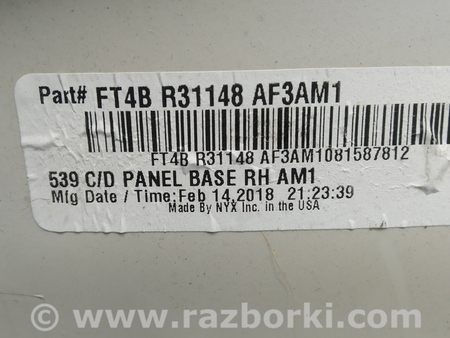 Part# FT4B R31148 AF3AM1
FT4B R31148 AF3AM1081587812
539 C/D PANEL BASE RH AM1
Mfg Date / Time:Feb 14,2018 21:23:39
Made By NYX Inc. in the USA
www.razborki.com